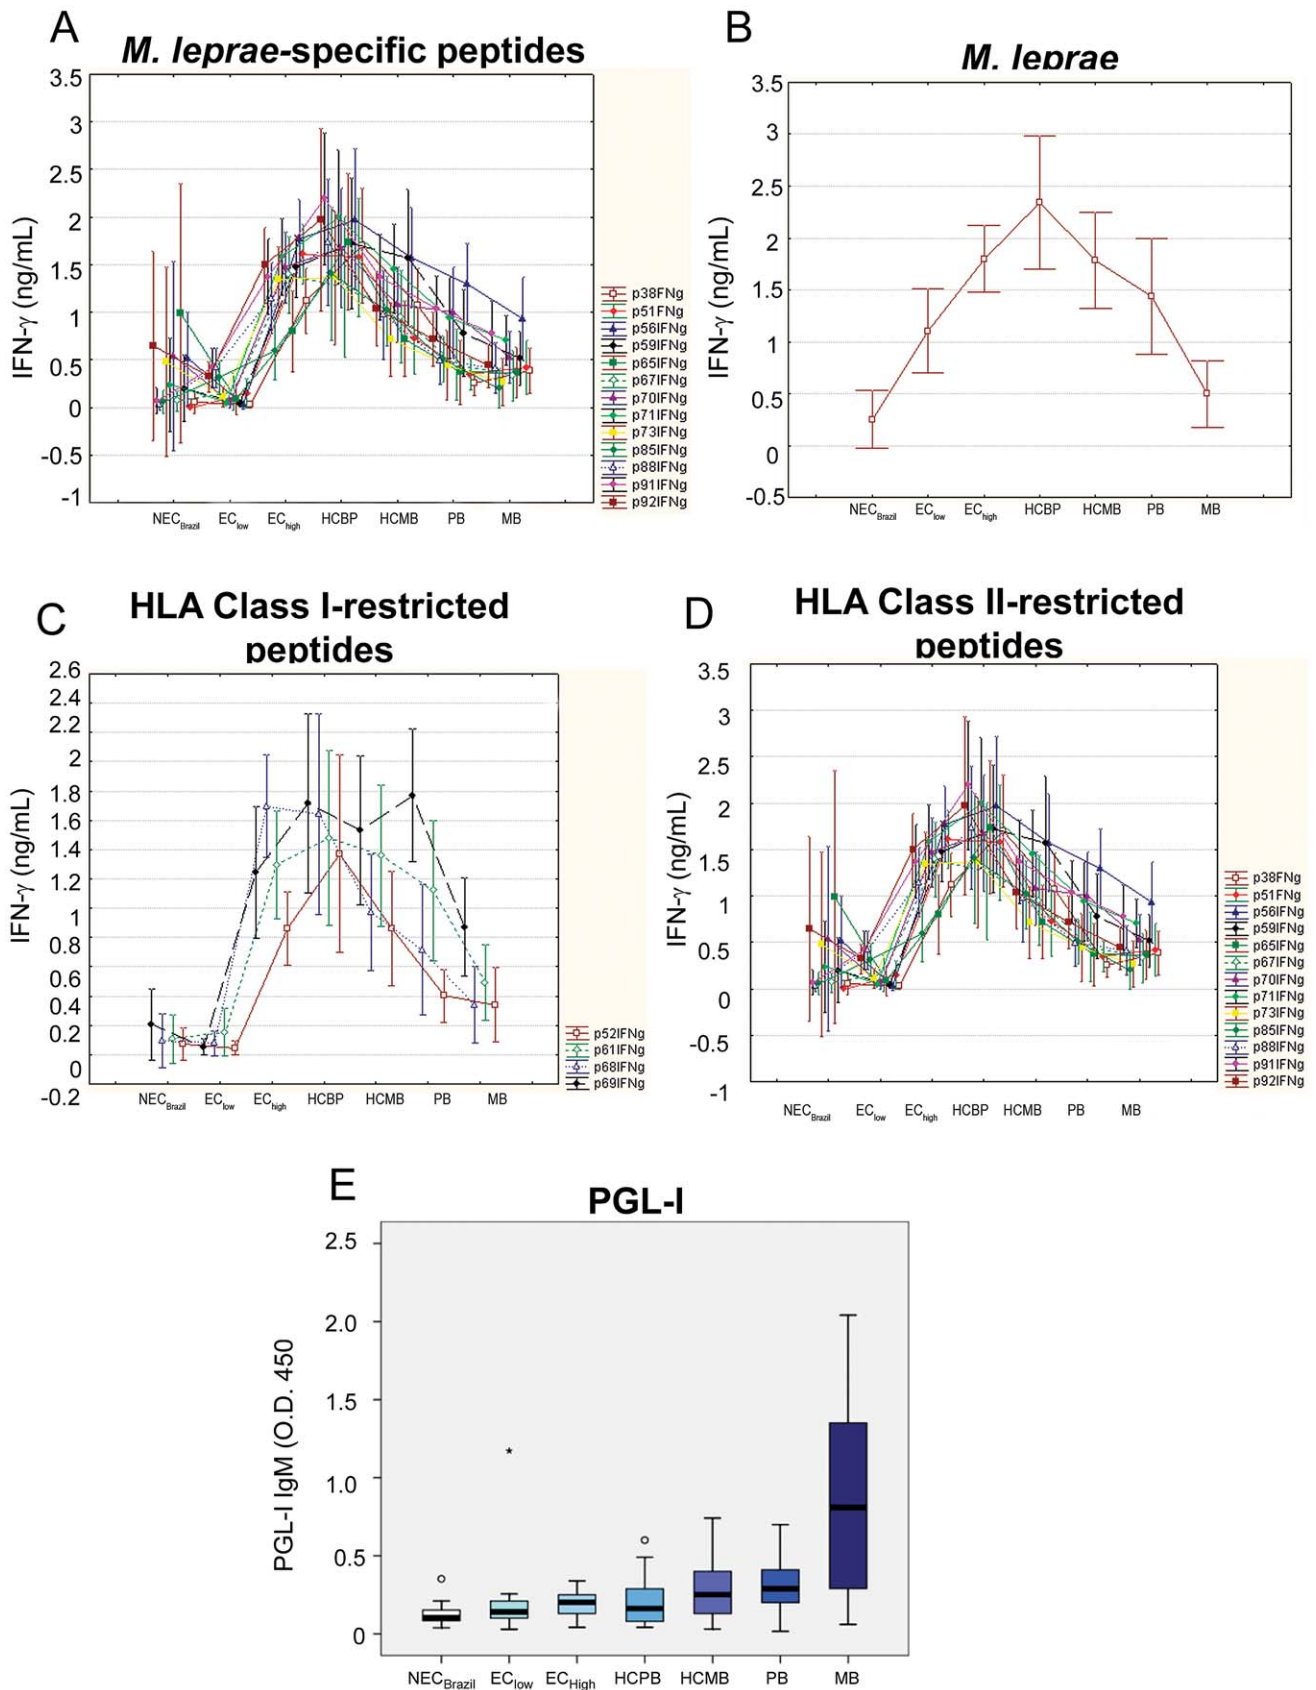 A
M. leprae-specific peptides
3.5
3
2.5
2
1.5
1
0.5
0
-0.5
-1
IFN-γ (ng/mL)
NECBrazil EClow EChigh HCBP HCMB PB MB
p38FNg
p51FNg
p56IFNg
p59IFNg
p65IFNg
p67IFNg
p70IFNg
p71IFNg
p73IFNg
p85IFNg
p88IFNg
p91IFNg
p92IFNg
B
M. leprae
3.5
3
2.5
2
1.5
1
0.5
0
-0.5
IFN-γ (ng/mL)
NECBrazil EClow EChigh HCBP HCMB PB MB
C
HLA Class I-restricted
peptides
2.6
2.4
2.2
2
1.8
1.6
1.4
1.2
1
0.8
0.6
0.4
0.2
0
-0.2
IFN-γ (ng/mL)
NECBrazil EClow EChigh HCBP HCMB PB MB
p52IFNg
p61IFNg
p68IFNg
p69IFNg
D
HLA Class II-restricted
peptides
3.5
3
2.5
2
1.5
1
0.5
0
-0.5
-1
IFN-γ (ng/mL)
NECBrazil EClow EChigh HCBP HCMB PB MB
p38FNg
p51FNg
p56IFNg
p59IFNg
p65IFNg
p67IFNg
p70IFNg
p71IFNg
p73IFNg
p85IFNg
p88IFNg
p91IFNg
p92IFNg
E
PGL-I
2.5
2.0
1.5
1.0
0.5
0
PGL-I IgM (O.D. 450
NECBrazil EClow ECHigh HCPB HCMB PB MB